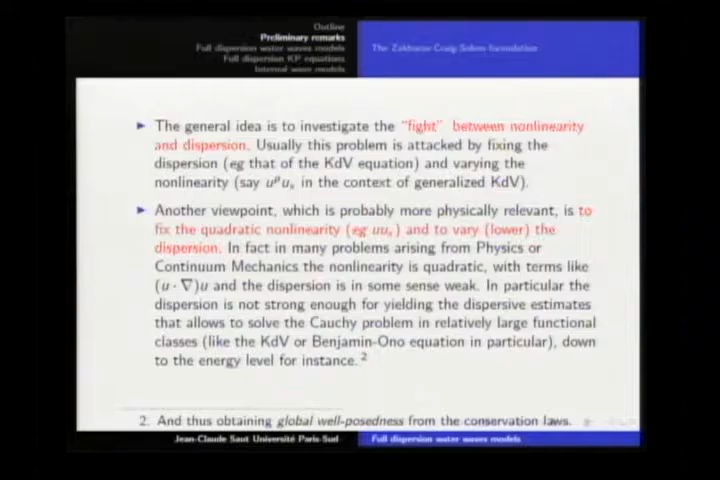 Outline
Preliminary remarks
Full dispersion water waves models
Full dispersion KP equations
Internal wave models
The Zakharov-Craig-Sulem formulation
► The general idea is to investigate the "fight" between nonlinearity
and dispersion. Usually this problem is attacked by fixing the
dispersion (eg that of the KdV equation) and varying the
nonlinearity (say uᵖuₓ in the context of generalized KdV).
► Another viewpoint, which is probably more physically relevant, is to
fix the quadratic nonlinearity (eg uuₓ) and to vary (lower) the
dispersion. In fact in many problems arising from Physics or
Continuum Mechanics the nonlinearity is quadratic, with terms like
(u · ∇)u and the dispersion is in some sense weak. In particular the
dispersion is not strong enough for yielding the dispersive estimates
that allows to solve the Cauchy problem in relatively large functional
classes (like the KdV or Benjamin-Ono equation in particular), down
to the energy level for instance. ²
2. And thus obtaining global well-posedness from the conservation laws.
Jean-Claude Saut Université Paris-Sud
Full dispersion water waves models